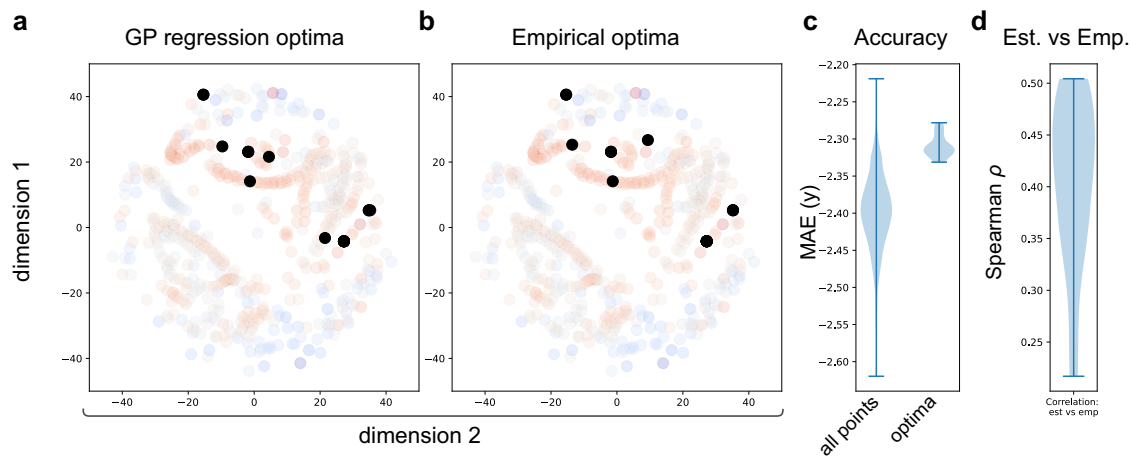 a
GP regression optima
b
Empirical optima
c
Accuracy
d
Est. vs Emp.
dimension 1
40
20
0
−20
−40
−40
−20
0
20
40
40
20
0
−20
−40
−40
−20
0
20
40
dimension 2
MAE (y)
−2.20
−2.25
−2.30
−2.35
−2.40
−2.45
−2.50
−2.55
−2.60
all points
optima
Spearman ρ
0.50
0.45
0.40
0.35
0.30
0.25
Correlation:
est vs emp